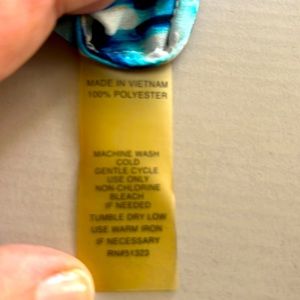 MADE IN VIETNAM
100% POLYESTER
MACHINE WASH
COLD
GENTLE CYCLE
USE ONLY
NON-CHLORINE
BLEACH
IF NEEDED
TUMBLE DRY LOW
USE WARM IRON
IF NECESSARY
RN#51323